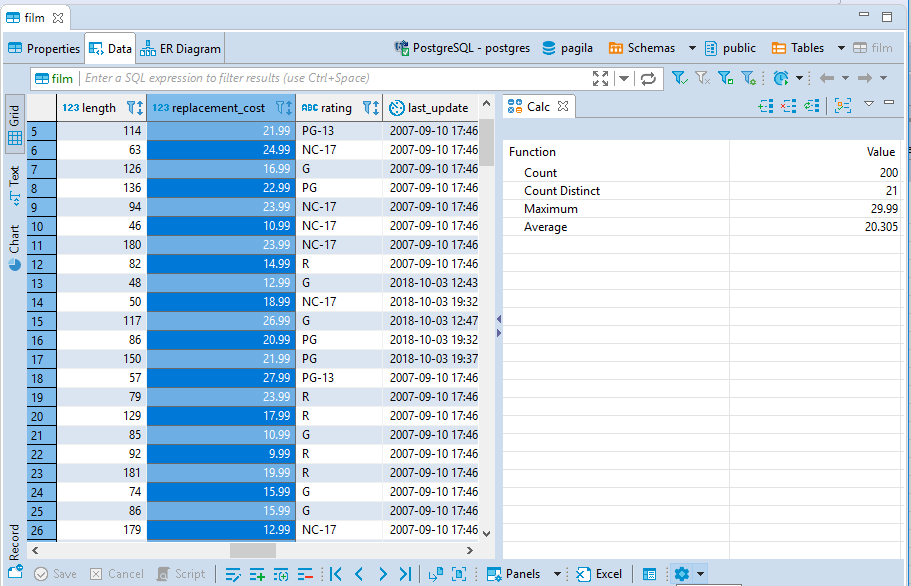 film
Properties Data ER Diagram PostgreSQL - postgres pagila Schemas public Tables film
film Enter a SQL expression to filter results (use Ctrl+Space)
Grid
Text
Chart
Record
123 length 123 replacement_cost ABC rating last_update
5 114 21.99 PG-13 2007-09-10 17:46
6 63 24.99 NC-17 2007-09-10 17:46
7 126 16.99 G 2007-09-10 17:46
8 136 22.99 PG 2007-09-10 17:46
9 94 23.99 NC-17 2007-09-10 17:46
10 46 10.99 NC-17 2007-09-10 17:46
11 180 23.99 NC-17 2007-09-10 17:46
12 82 14.99 R 2007-09-10 17:46
13 48 12.99 G 2018-10-03 12:43
14 50 18.99 NC-17 2018-10-03 19:32
15 117 26.99 G 2018-10-03 12:47
16 86 20.99 PG 2018-10-03 19:32
17 150 21.99 PG 2018-10-03 19:37
18 57 27.99 PG-13 2007-09-10 17:46
19 79 23.99 R 2007-09-10 17:46
20 129 17.99 R 2007-09-10 17:46
21 85 10.99 G 2007-09-10 17:46
22 92 9.99 R 2007-09-10 17:46
23 181 19.99 R 2007-09-10 17:46
24 74 15.99 G 2007-09-10 17:46
25 86 15.99 G 2007-09-10 17:46
26 179 12.99 NC-17 2007-09-10 17:46
Calc
Function Value
Count 200
Count Distinct 21
Maximum 29.99
Average 20.305
Save Cancel Script Panels Excel